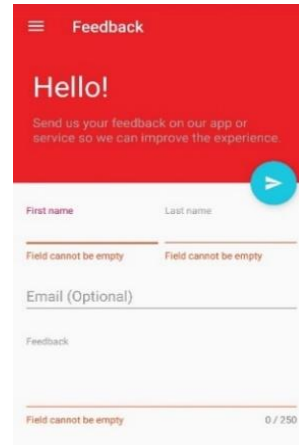 Feedback
Hello!
Send us your feedback on our app or
service so we can improve the experience.
First name
Last name
Field cannot be empty
Field cannot be empty
Email (Optional)
Feedback
Field cannot be empty
0 / 250